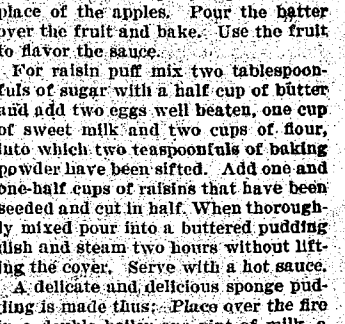 place of the apples. Pour the batter
over the fruit and bake. Use the fruit
to flavor the sauce.
For raisin puff mix two tablespoon-
fuls of sugar with a half cup of butter
and add two eggs well beaten, one cup
of sweet milk and two cups of flour,
into which two teaspoonfuls of baking
powder have been sifted. Add one and
one-half cups of raisins that have been
seeded and cut in half. When thorough-
ly mixed pour into a buttered pudding
dish and steam two hours without lift-
ing the cover. Serve with a hot sauce.
A delicate and delicious sponge pud-
ding is made thus: Place over the fire